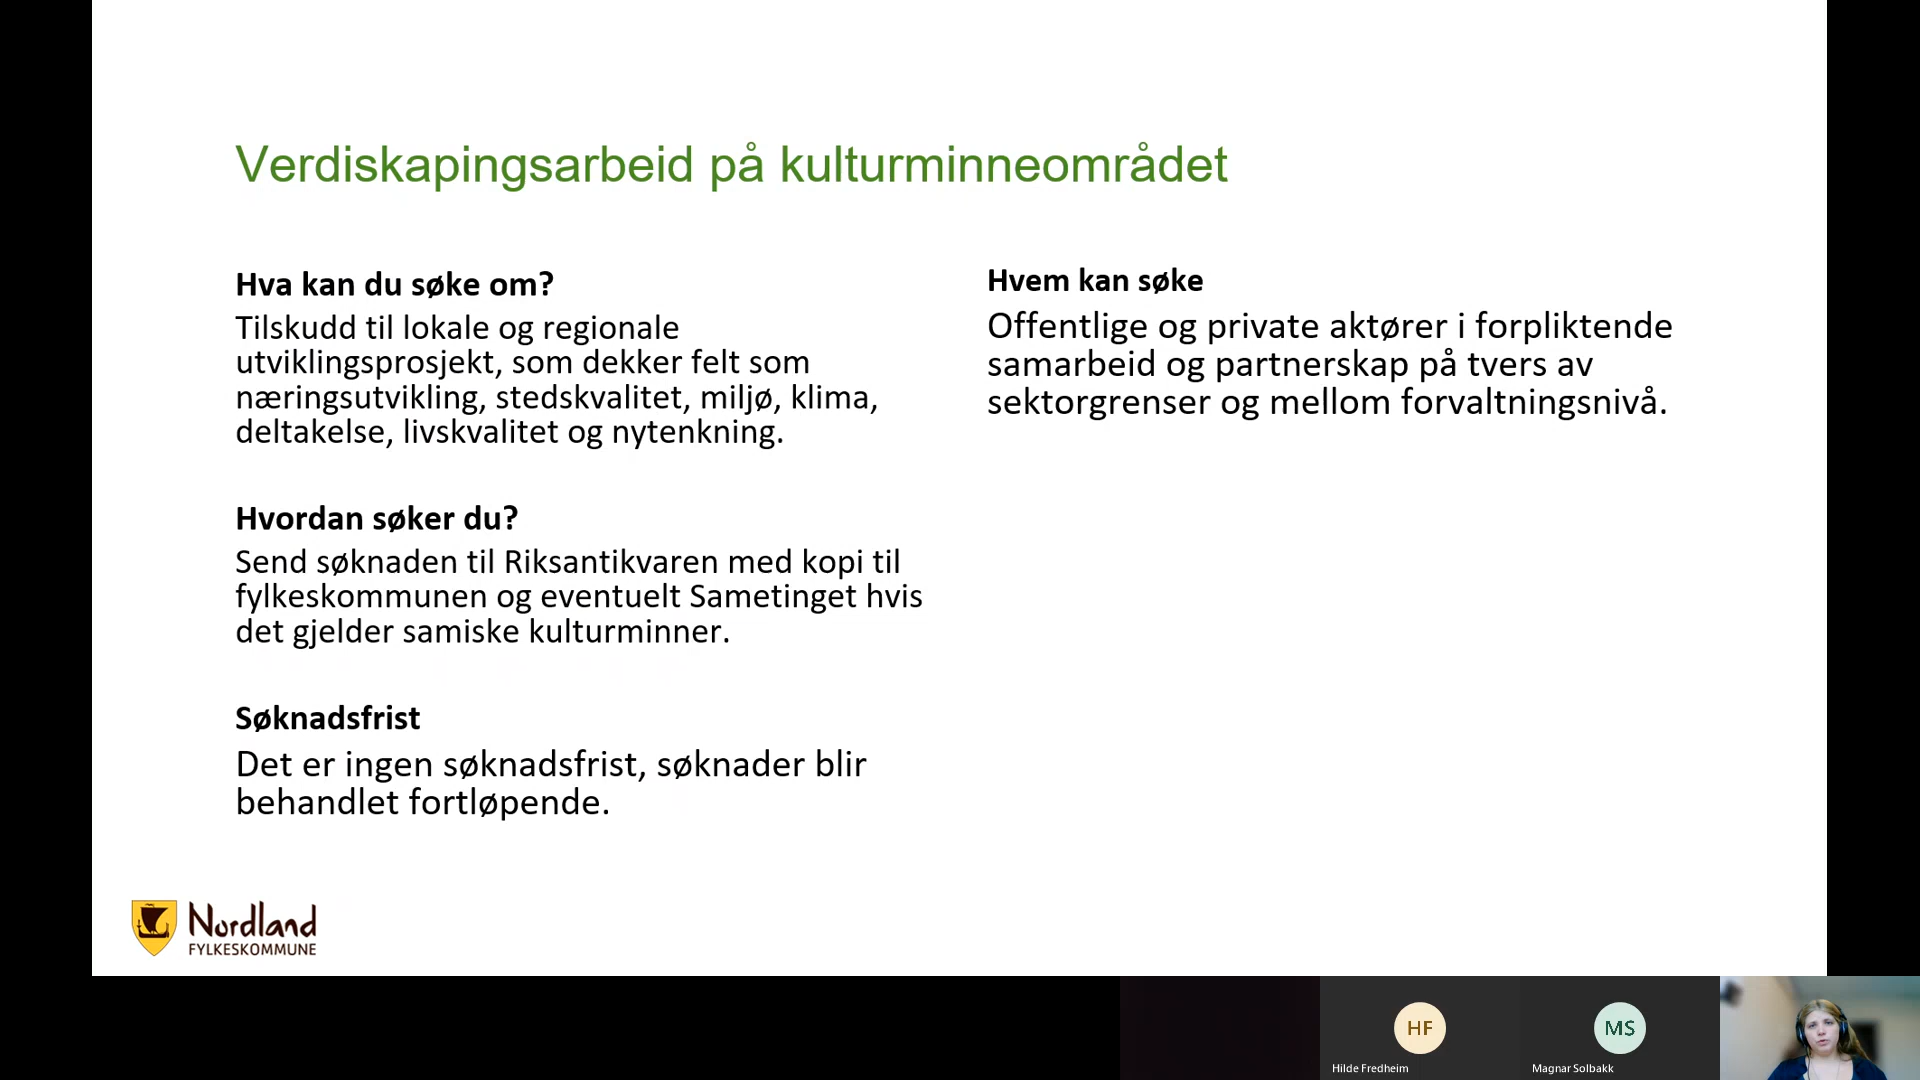 Verdiskapingsarbeid på kulturminneområdet
Hva kan du søke om?
Tilskudd til lokale og regionale
utviklingsprosjekt, som dekker felt som
næringsutvikling, stedskvalitet, miljø, klima,
deltakelse, livskvalitet og nytenkning.
Hvordan søker du?
Send søknaden til Riksantikvaren med kopi til
fylkeskommunen og eventuelt Sametinget hvis
det gjelder samiske kulturminner.
Søknadsfrist
Det er ingen søknadsfrist, søknader blir
behandlet fortløpende.
Hvem kan søke
Offentlige og private aktører i forpliktende
samarbeid og partnerskap på tvers av
sektorgrenser og mellom forvaltningsnivå.
Nordland
FYLKESKOMMUNE
HF
Hilde Fredheim
MS
Magnar Solbakk